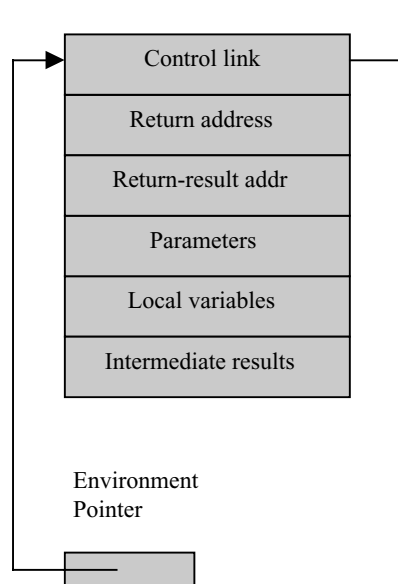 Control link
Return address
Return-result addr
Parameters
Local variables
Intermediate results
Environment
Pointer